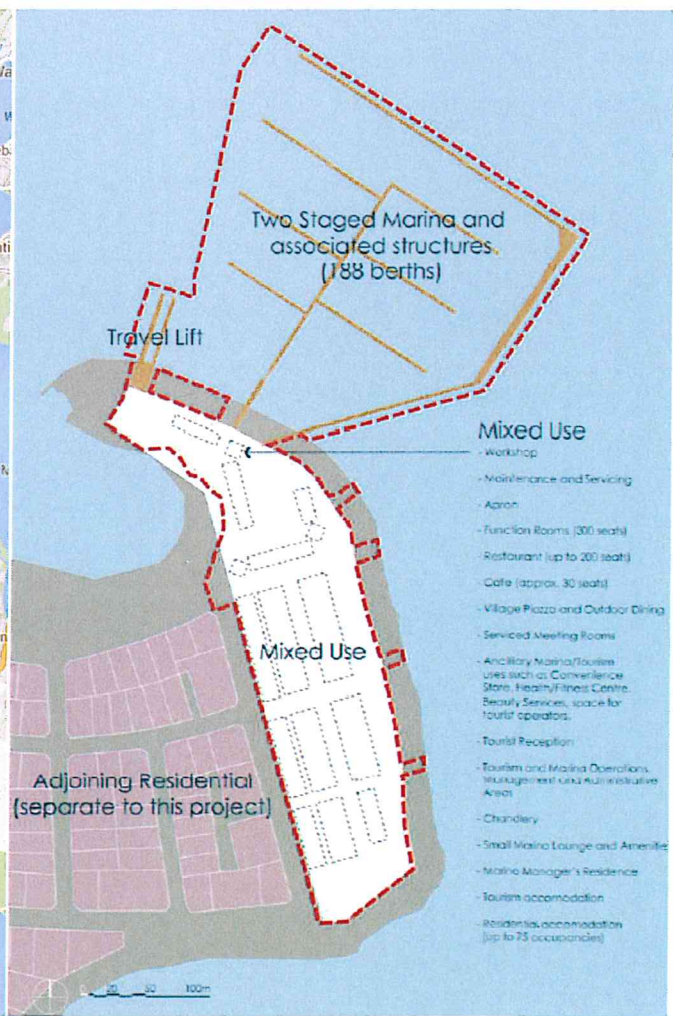 Two Staged Marina and
associated structures
(188 berths)
Travel Lift
Mixed Use
- Workshop
- Maintenance and Servicing
- Apron
- Function Rooms (300 seats)
- Restaurant (up to 200 seats)
- Cafe (approx. 30 seats)
- Village Piazza and Outdoor Dining
- Serviced Meeting Rooms
- Ancillary Marina/Tourism
uses such as Convenience
Store, Health/Fitness Centre,
Beauty Services, space for
tourist operators.
- Tourist Reception
- Tourism and Marina Operations,
Management and Administrative
Areas
- Chandlery
- Small Marina Lounge and Amenitie
- Marina Manager's Residence
- Tourism accomodation
- Residential accomodation
(up to 75 occupancies)
Mixed Use
Adjoining Residential
(separate to this project)
0 50 100m